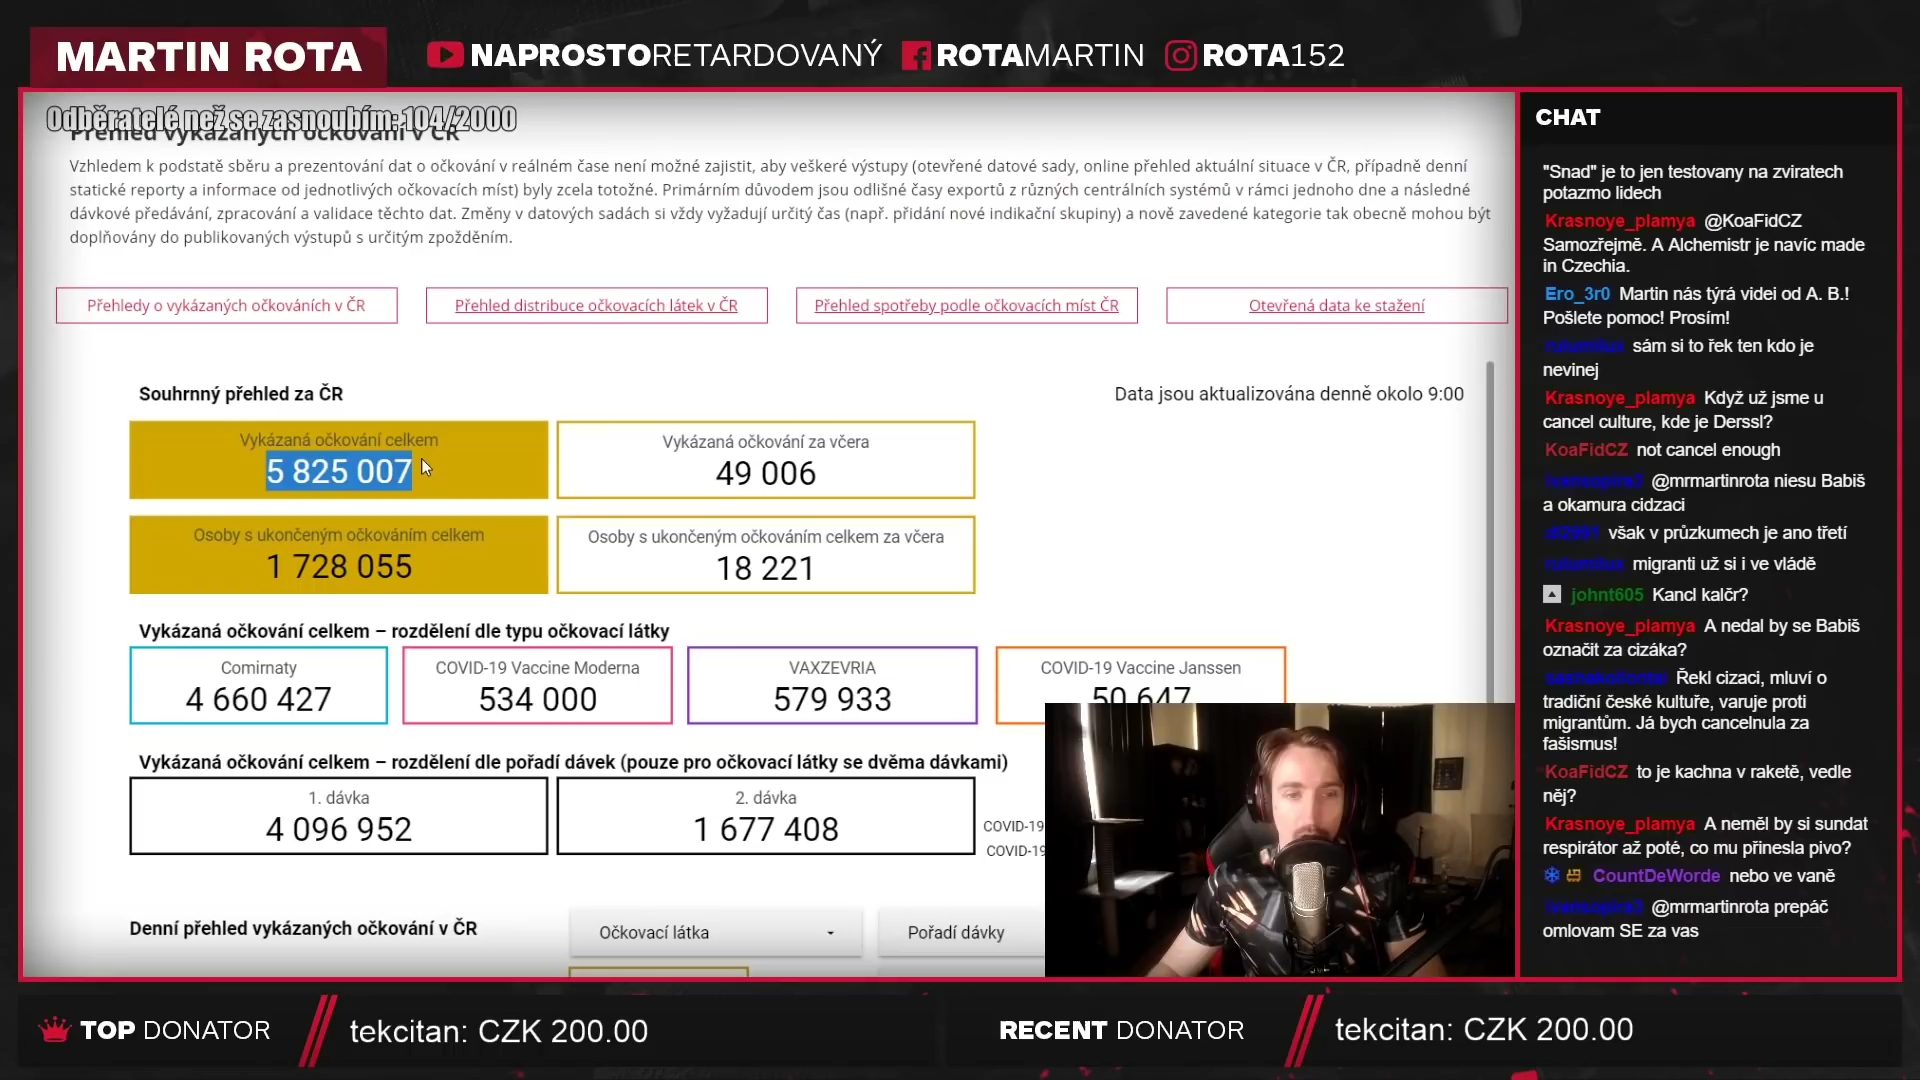 MARTIN ROTA
NAPROSTORETARDOVANÝ
ROTAMARTIN
ROTA152
Odběratelé než se zasnoubím: 104/2000
Přehled vykázaných očkování v ČR
Vzhledem k podstatě sběru a prezentování dat o očkování v reálném čase není možné zajistit, aby veškeré výstupy (otevřené datové sady, online přehled aktuální situace v ČR, případně denní
statické reporty a informace od jednotlivých očkovacích míst) byly zcela totožné. Primárním důvodem jsou odlišné časy exportů z různých centrálních systémů v rámci jednoho dne a následné
dávkové předávání, zpracování a validace těchto dat. Změny v datových sadách si vždy vyžadují určitý čas (např. přidání nové indikační skupiny) a nově zavedené kategorie tak obecně mohou být
doplňovány do publikovaných výstupů s určitým zpožděním.
Přehledy o vykázaných očkováních v ČR
Přehled distribuce očkovacích látek v ČR
Přehled spotřeby podle očkovacích míst ČR
Otevřená data ke stažení
Souhrnný přehled za ČR
Data jsou aktualizována denně okolo 9:00
Vykázaná očkování celkem
5 825 007
Vykázaná očkování za včera
49 006
Osoby s ukončeným očkováním celkem
1 728 055
Osoby s ukončeným očkováním celkem za včera
18 221
Vykázaná očkování celkem – rozdělení dle typu očkovací látky
Comirnaty
4 660 427
COVID-19 Vaccine Moderna
534 000
VAXZEVRIA
579 933
COVID-19 Vaccine Janssen
50 647
Vykázaná očkování celkem – rozdělení dle pořadí dávek (pouze pro očkovací látky se dvěma dávkami)
1. dávka
4 096 952
2. dávka
1 677 408
COVID-19
COVID-19
Denní přehled vykázaných očkování v ČR
Očkovací látka
Pořadí dávky
CHAT
"Snad" je to jen testovany na zviratech
potazmo lidech
Krasnoye_plamya @KoaFidCZ
Samozřejmě. A Alchemistr je navíc made
in Czechia.
Ero_3r0 Martin nás týrá videi od A. B.!
Pošlete pomoc! Prosím!
rulumilux sám si to řek ten kdo je
nevinej
Krasnoye_plamya Když už jsme u
cancel culture, kde je Derssl?
KoaFidCZ not cancel enough
ivansopira3 @mrmartinrota niesu Babiš
a okamura cidzaci
di2991 však v průzkumech je ano třetí
rulumilux migranti už si i ve vládě
johnt605 Kancl kalčr?
Krasnoye_plamya A nedal by se Babiš
označit za cizáka?
sashakollontai Řekl cizaci, mluví o
tradiční české kultuře, varuje proti
migrantům. Já bych cancelnula za
fašismus!
KoaFidCZ to je kachna v raketě, vedle
něj?
Krasnoye_plamya A neměl by si sundat
respirátor až poté, co mu přinesla pivo?
CountDeWorde nebo ve vaně
ivansopira3 @mrmartinrota prepáč
omlovam SE za vas
TOP DONATOR
tekcitan: CZK 200.00
RECENT DONATOR
tekcitan: CZK 200.00